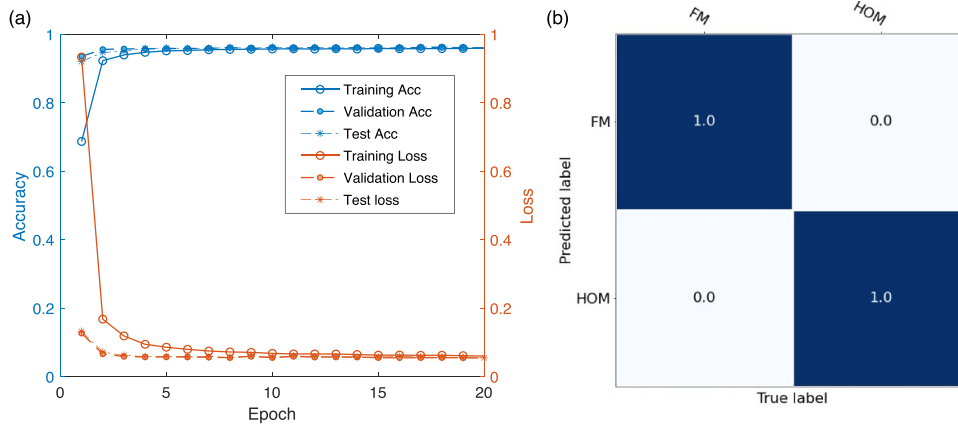 (a)
1
0.8
0.6
0.4
0.2
0
Accuracy
0
5
10
15
20
Epoch
1
0.8
0.6
0.4
0.2
0
Loss
Training Acc
Validation Acc
Test Acc
Training Loss
Validation Loss
Test loss
(b)
FM
HOM
FM
1.0
0.0
HOM
0.0
1.0
Predicted label
True label